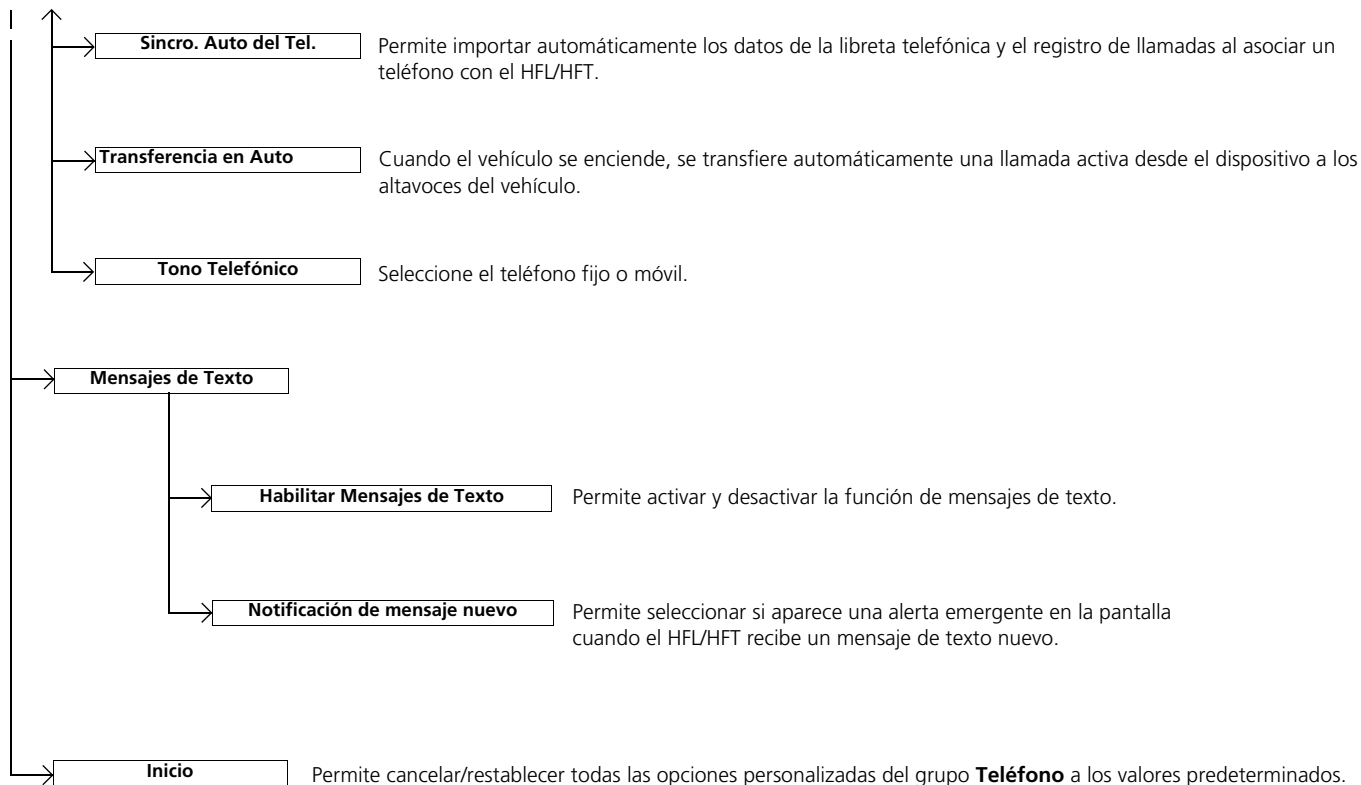 Sincro. Auto del Tel.
Permite importar automáticamente los datos de la libreta telefónica y el registro de llamadas al asociar un
teléfono con el HFL/HFT.
Transferencia en Auto
Cuando el vehículo se enciende, se transfiere automáticamente una llamada activa desde el dispositivo a los
altavoces del vehículo.
Tono Telefónico
Seleccione el teléfono fijo o móvil.
Mensajes de Texto
Habilitar Mensajes de Texto
Permite activar y desactivar la función de mensajes de texto.
Notificación de mensaje nuevo
Permite seleccionar si aparece una alerta emergente en la pantalla
cuando el HFL/HFT recibe un mensaje de texto nuevo.
Inicio
Permite cancelar/restablecer todas las opciones personalizadas del grupo Teléfono a los valores predeterminados.